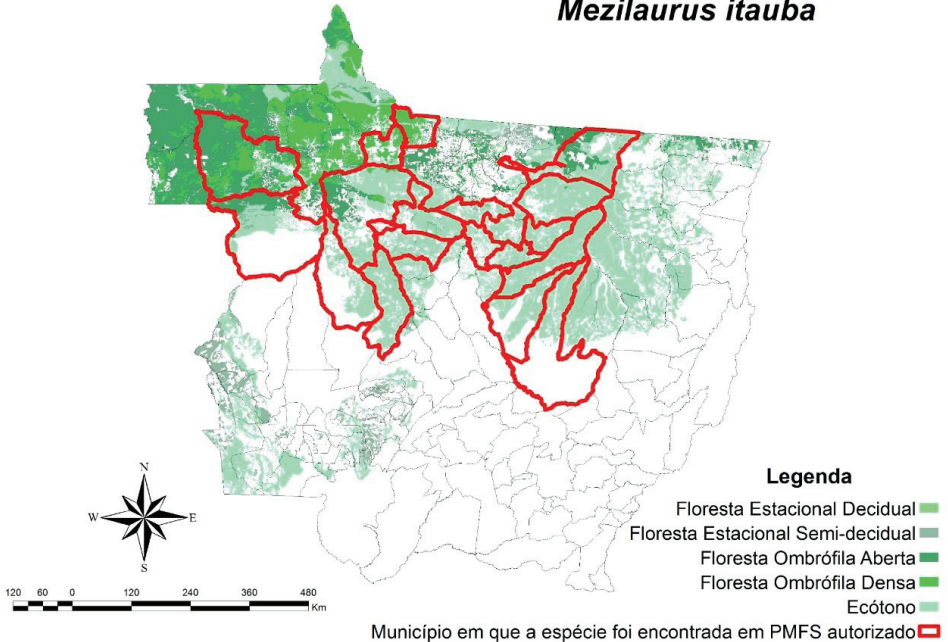 Mezilaurus itauba
N
W
E
S
120 60 0 120 240 360 480
Km
Legenda
Floresta Estacional Decidual
Floresta Estacional Semi-decidual
Floresta Ombrófila Aberta
Floresta Ombrófila Densa
Ecótono
Município em que a espécie foi encontrada em PMFS autorizado